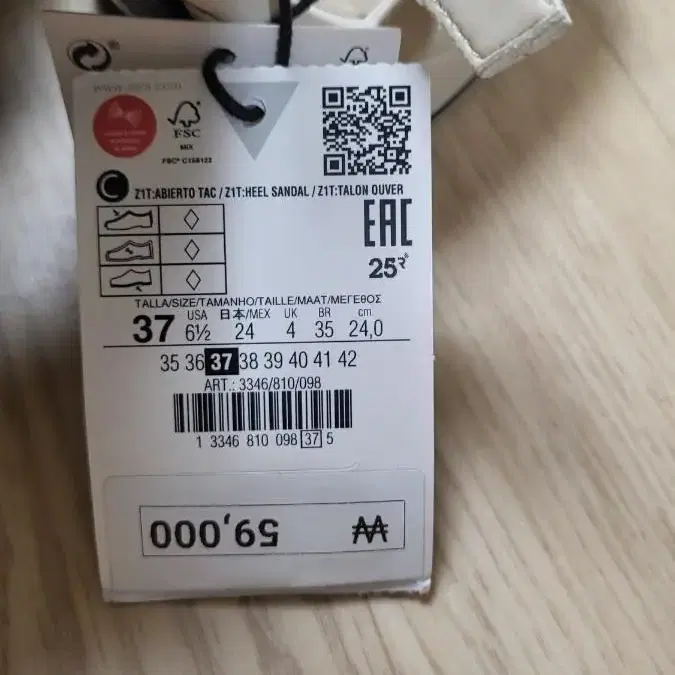 FSC
MIX
FSC® C158122
Z1T:ABIERTO TAC / Z1T:HEEL SANDAL / Z1T:TALON OUVER
EAC
25
TALLA/SIZE/TAMANHO/TAILLE/MAAT/ΜΕΓΕΘΟΣ
USA 日本/MEX UK BR cm.
37 6½ 24 4 35 24,0
35 36 37 38 39 40 41 42
ART.: 3346/810/098
1 3346 810 098 37 5
₩ 59,000